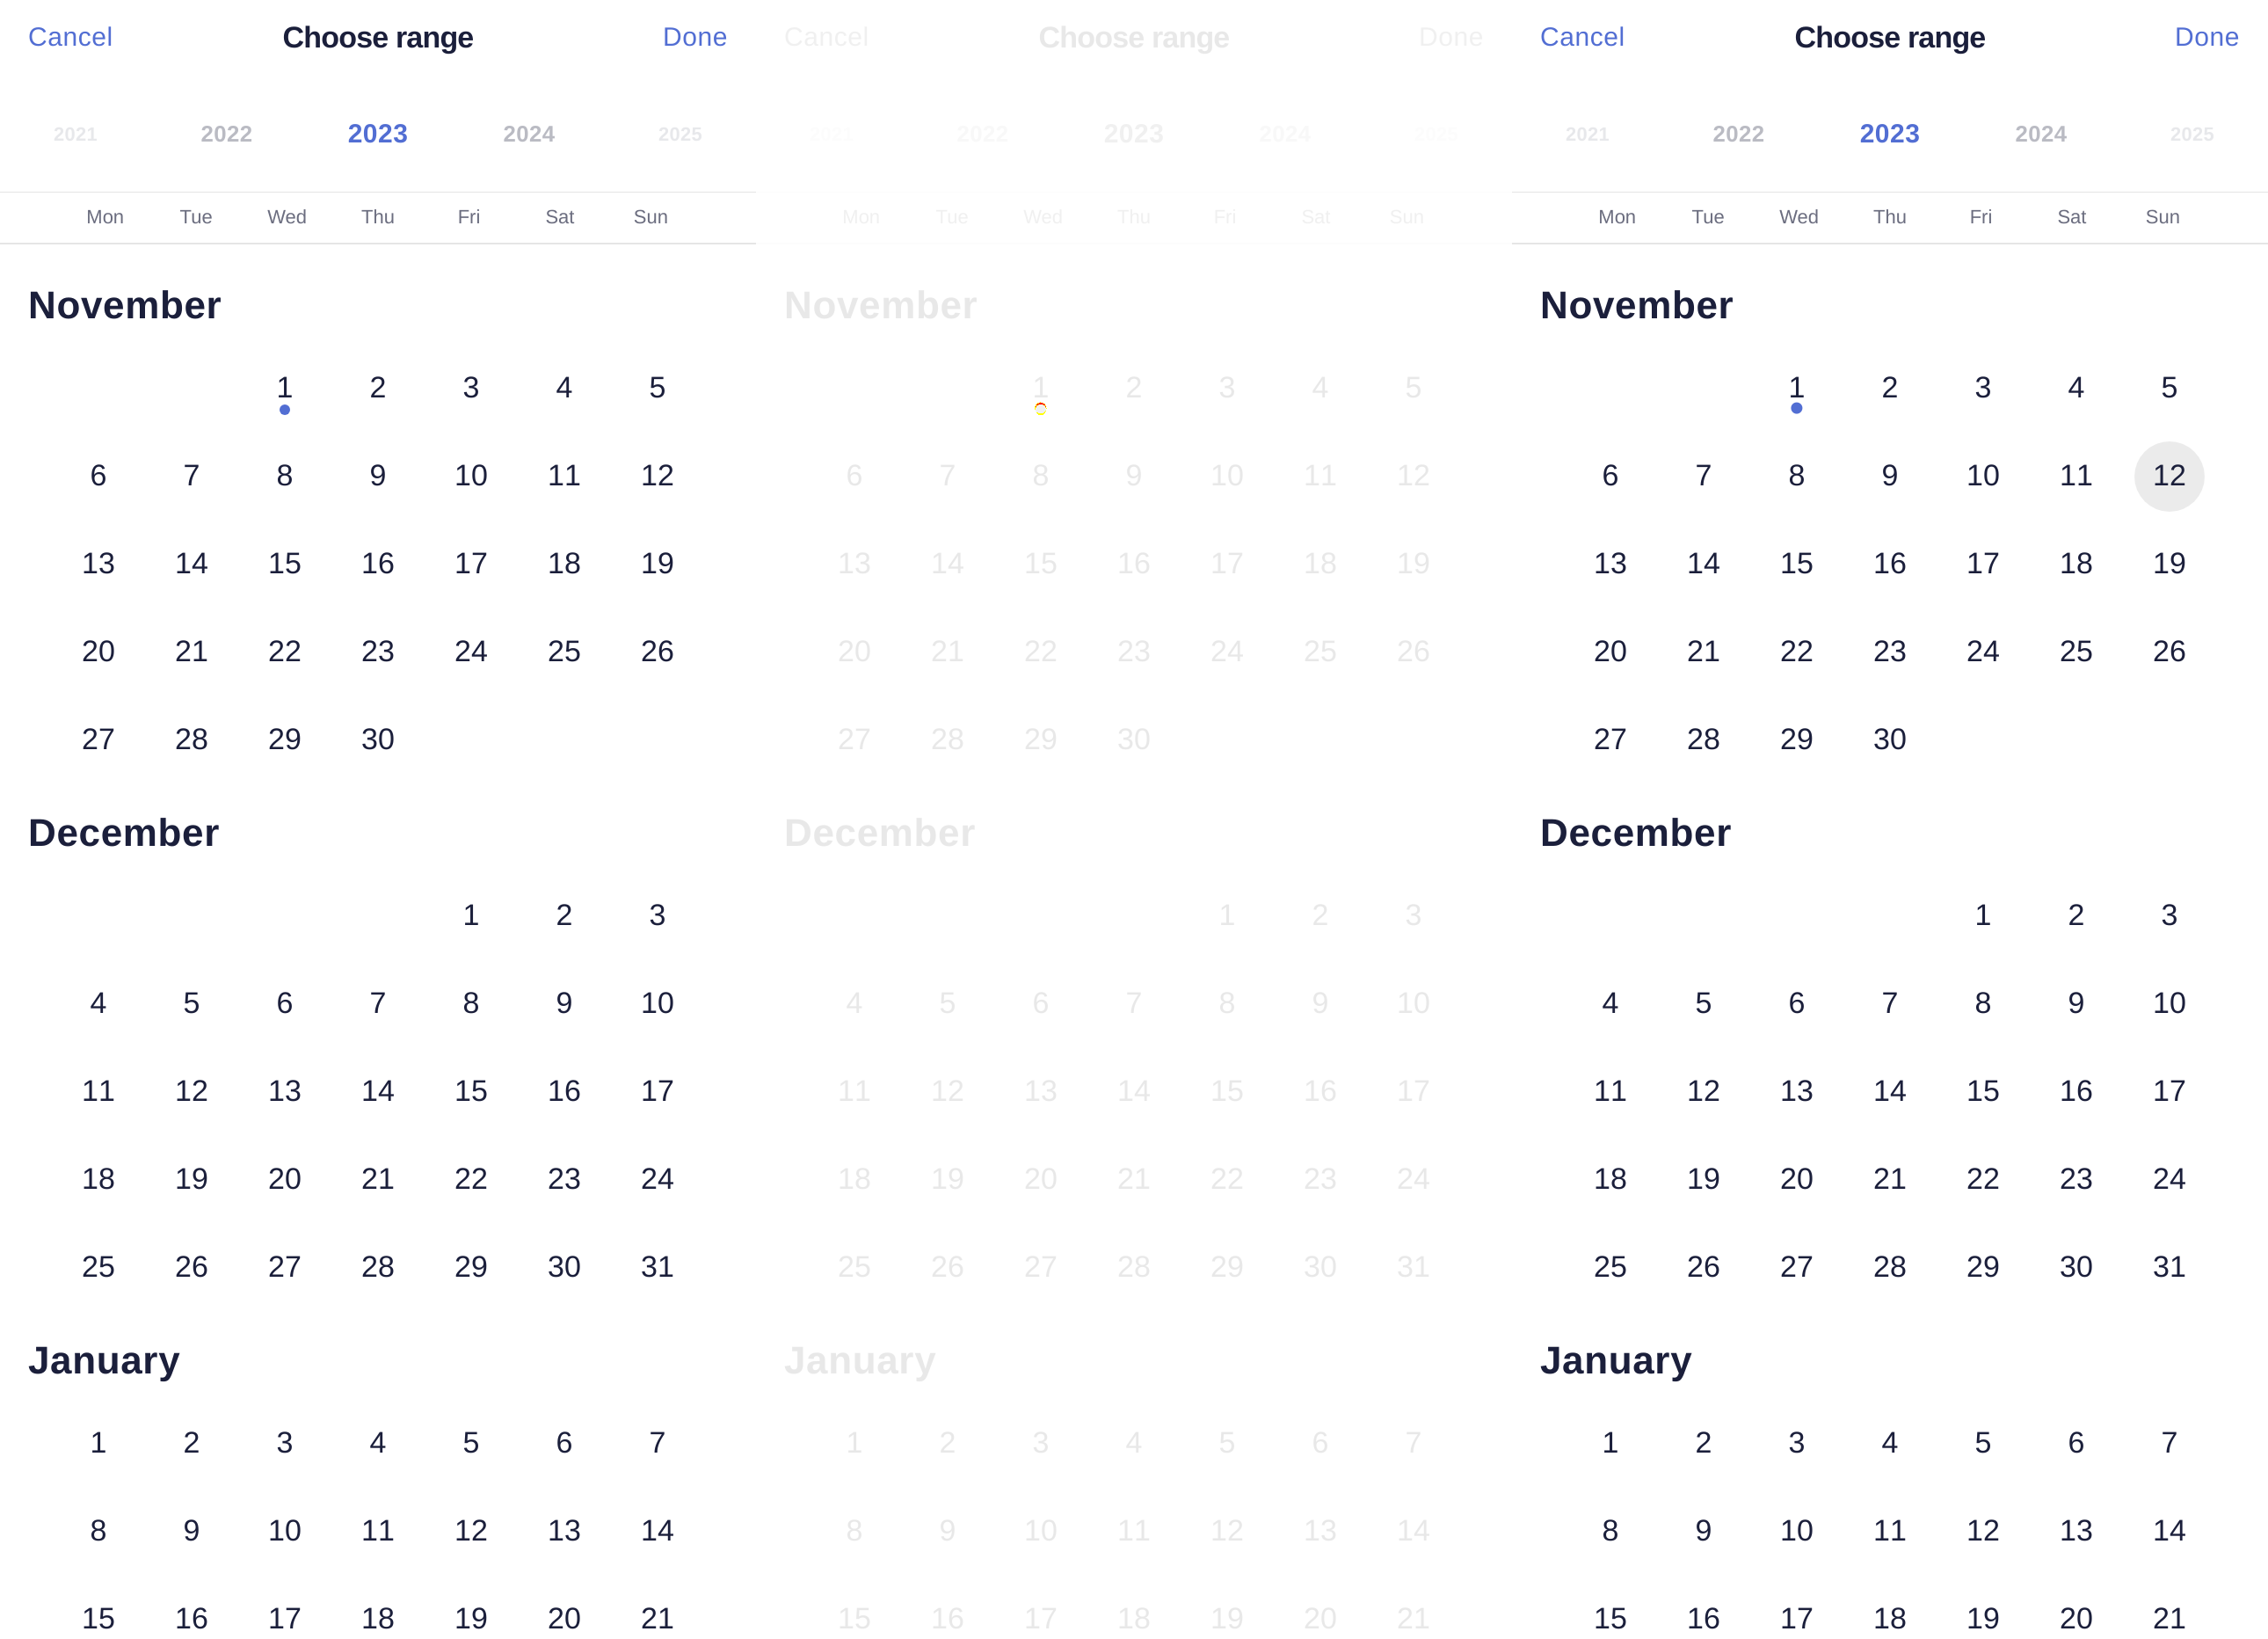 Cancel Choose range Done
2021 2022 2023 2024 2025
Mon Tue Wed Thu Fri Sat Sun
November
1 2 3 4 5
6 7 8 9 10 11 12
13 14 15 16 17 18 19
20 21 22 23 24 25 26
27 28 29 30
December
1 2 3
4 5 6 7 8 9 10
11 12 13 14 15 16 17
18 19 20 21 22 23 24
25 26 27 28 29 30 31
January
1 2 3 4 5 6 7
8 9 10 11 12 13 14
15 16 17 18 19 20 21
Cancel Choose range Done
2021 2022 2023 2024 2025
Mon Tue Wed Thu Fri Sat Sun
November
1 2 3 4 5
6 7 8 9 10 11 12
13 14 15 16 17 18 19
20 21 22 23 24 25 26
27 28 29 30
December
1 2 3
4 5 6 7 8 9 10
11 12 13 14 15 16 17
18 19 20 21 22 23 24
25 26 27 28 29 30 31
January
1 2 3 4 5 6 7
8 9 10 11 12 13 14
15 16 17 18 19 20 21
Cancel Choose range Done
2021 2022 2023 2024 2025
Mon Tue Wed Thu Fri Sat Sun
November
1 2 3 4 5
6 7 8 9 10 11 12
13 14 15 16 17 18 19
20 21 22 23 24 25 26
27 28 29 30
December
1 2 3
4 5 6 7 8 9 10
11 12 13 14 15 16 17
18 19 20 21 22 23 24
25 26 27 28 29 30 31
January
1 2 3 4 5 6 7
8 9 10 11 12 13 14
15 16 17 18 19 20 21